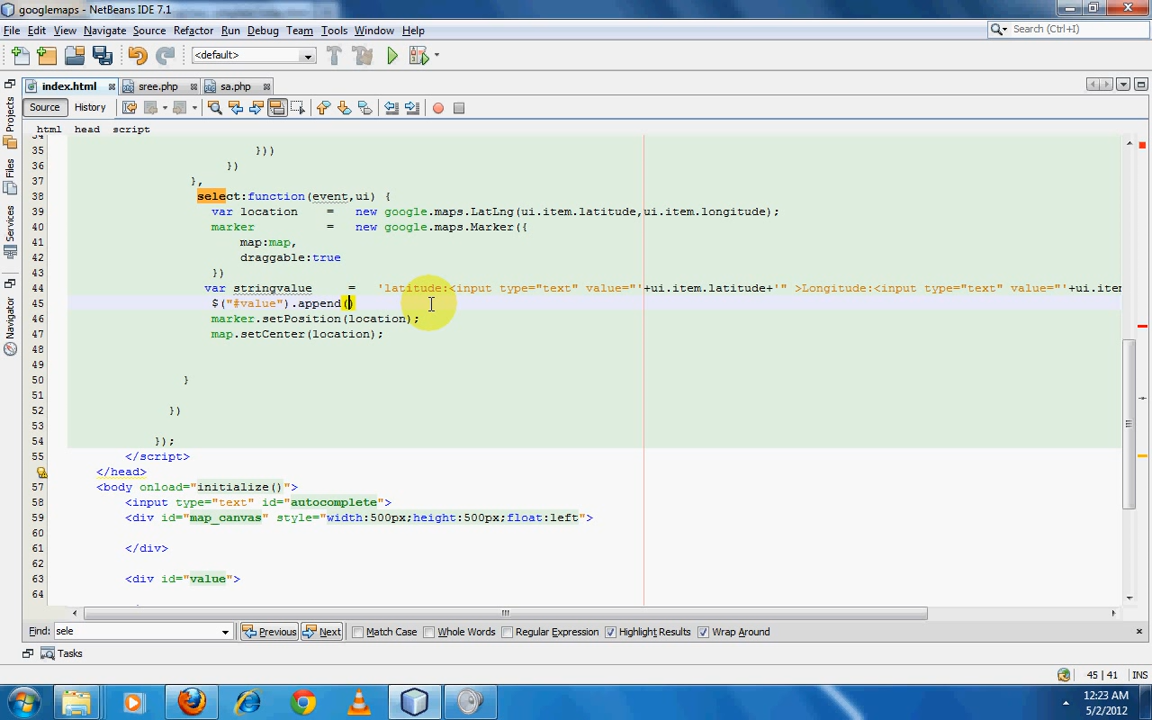 googlemaps - NetBeans IDE 7.1
File Edit View Navigate Source Refactor Run Debug Team Tools Window Help
Search (Ctrl+I)
<default>
index.html sree.php sa.php
Source History
html head script
Projects
Files
Services
Navigator
35 }))
36 })
37 },
38 select:function(event,ui) {
39 var location = new google.maps.LatLng(ui.item.latitude,ui.item.longitude);
40 marker = new google.maps.Marker({
41 map:map,
42 draggable:true
43 })
44 var stringvalue = 'latitude:<input type="text" value="'+ui.item.latitude+'" >Longitude:<input type="text" value="'+ui.item
45 $("#value").append()
46 marker.setPosition(location);
47 map.setCenter(location);
48
49
50 }
51
52 })
53
54 });
55 </script>
56 </head>
57 <body onload="initialize()">
58 <input type="text" id="autocomplete">
59 <div id="map_canvas" style="width:500px;height:500px;float:left">
60
61 </div>
62
63 <div id="value">
64
Find: sele Previous Next Match Case Whole Words Regular Expression Highlight Results Wrap Around
Tasks
45 | 41 INS
12:23 AM
5/2/2012